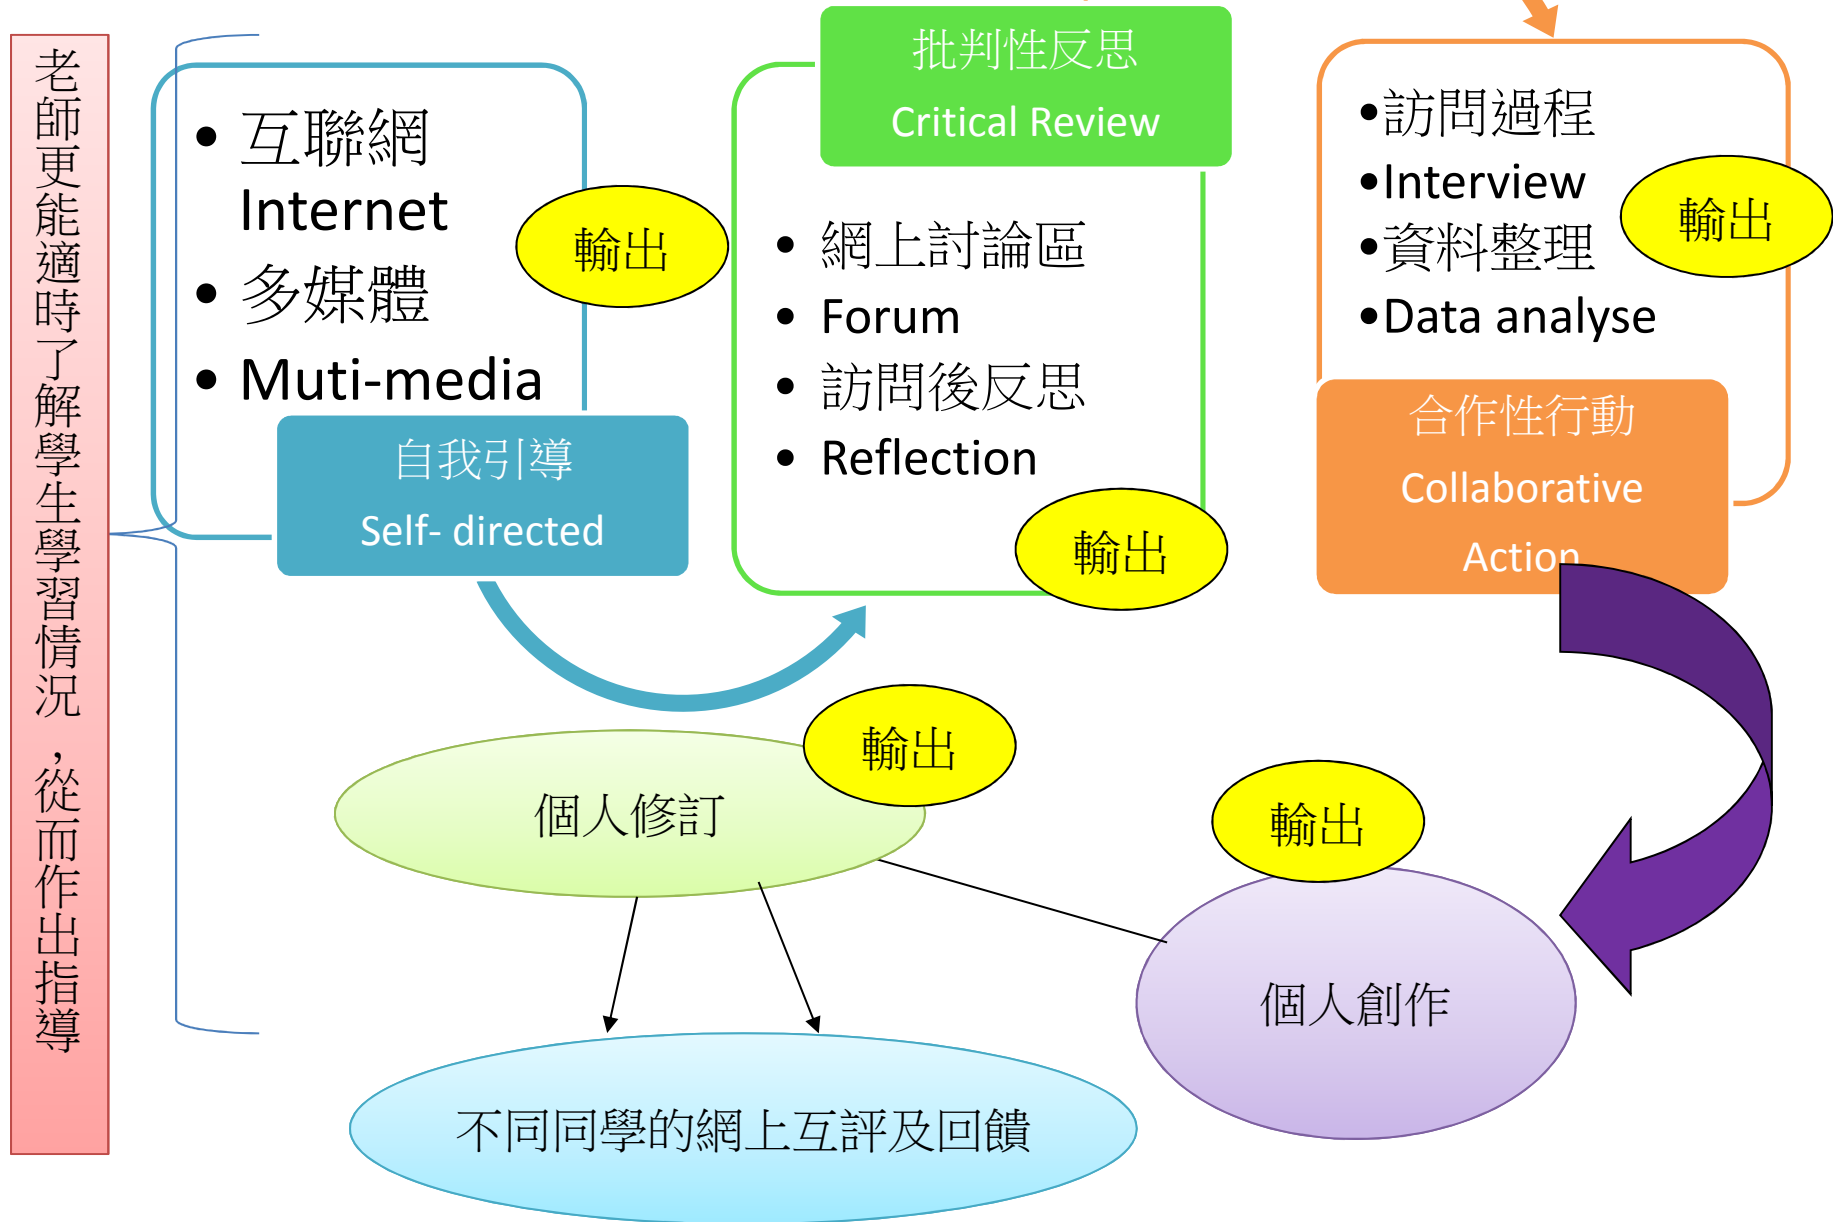 老師更能適時了解學生學習情況，從而作出指導
• 互聯網
Internet
• 多媒體
• Muti-media
輸出
自我引導
Self- directed
批判性反思
Critical Review
• 網上討論區
• Forum
• 訪問後反思
• Reflection
輸出
•訪問過程
•Interview
•資料整理
•Data analyse
輸出
合作性行動
Collaborative
Action
個人修訂
輸出
輸出
個人創作
不同同學的網上互評及回饋